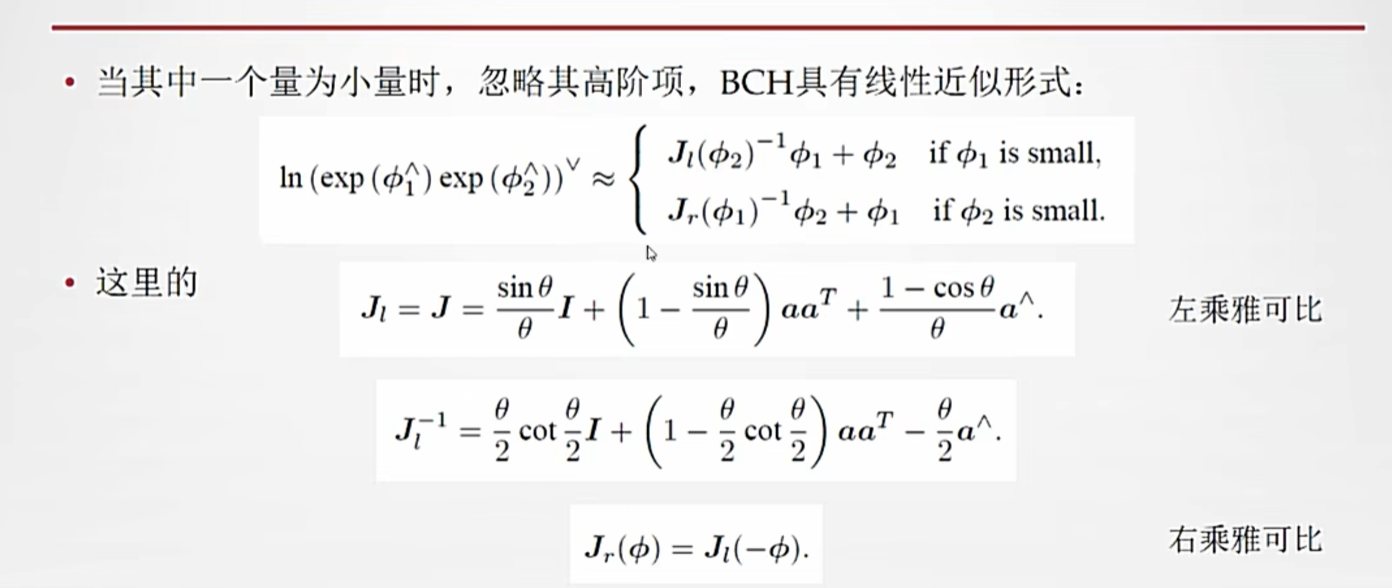 • 当其中一个量为小量时，忽略其高阶项，BCH具有线性近似形式：
$\ln\left(\exp\left(\phi_1^{\wedge}\right)\exp\left(\phi_2^{\wedge}\right)\right)^{\vee} \approx \begin{cases} J_l(\phi_2)^{-1}\phi_1 + \phi_2 & \text{if } \phi_1 \text{ is small,} \\ J_r(\phi_1)^{-1}\phi_2 + \phi_1 & \text{if } \phi_2 \text{ is small.} \end{cases}$
• 这里的 $J_l = J = \frac{\sin\theta}{\theta}I + \left(1 - \frac{\sin\theta}{\theta}\right)aa^T + \frac{1-\cos\theta}{\theta}a^{\wedge}.$ 左乘雅可比
$J_l^{-1} = \frac{\theta}{2}\cot\frac{\theta}{2}I + \left(1 - \frac{\theta}{2}\cot\frac{\theta}{2}\right)aa^T - \frac{\theta}{2}a^{\wedge}.$
$J_r(\phi) = J_l(-\phi).$ 右乘雅可比